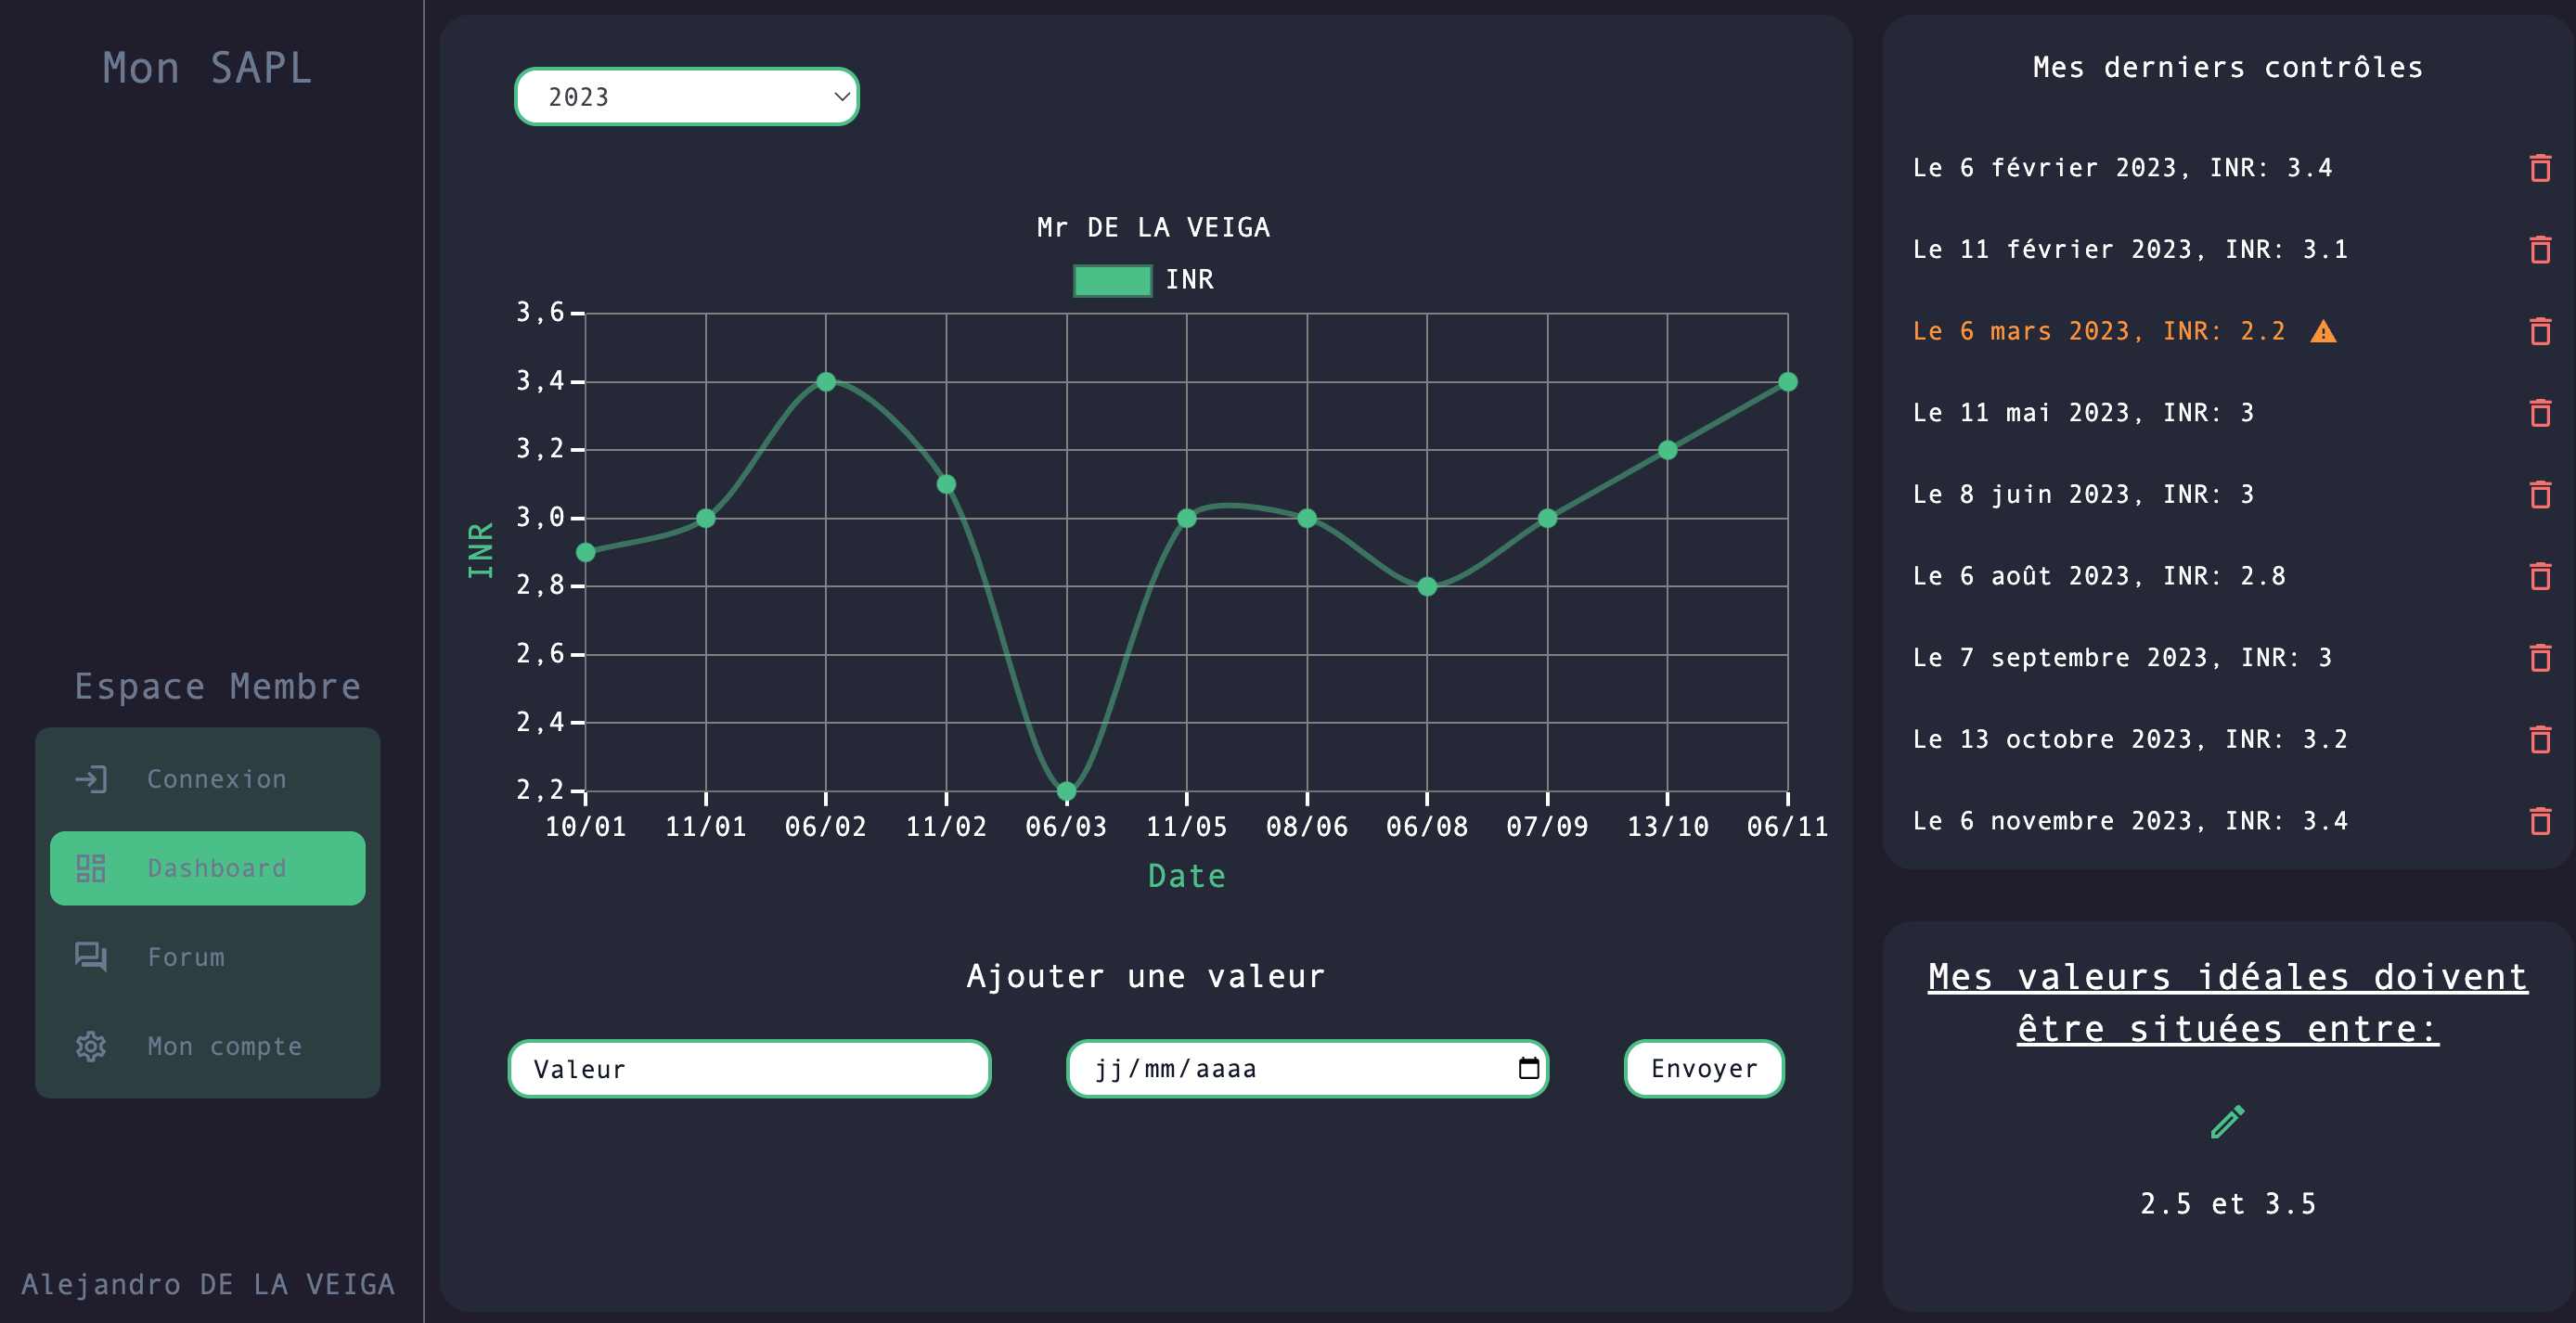 Mon SAPL
Espace Membre
Connexion
Dashboard
Forum
Mon compte
Alejandro DE LA VEIGA
2023
Mr DE LA VEIGA
INR
3,6
3,4
3,2
3,0
2,8
2,6
2,4
2,2
INR
10/01 11/01 06/02 11/02 06/03 11/05 08/06 06/08 07/09 13/10 06/11
Date
Ajouter une valeur
Valeur
jj/mm/aaaa
Envoyer
Mes derniers contrôles
Le 6 février 2023, INR: 3.4
Le 11 février 2023, INR: 3.1
Le 6 mars 2023, INR: 2.2
Le 11 mai 2023, INR: 3
Le 8 juin 2023, INR: 3
Le 6 août 2023, INR: 2.8
Le 7 septembre 2023, INR: 3
Le 13 octobre 2023, INR: 3.2
Le 6 novembre 2023, INR: 3.4
Mes valeurs idéales doivent
être situées entre:
2.5 et 3.5